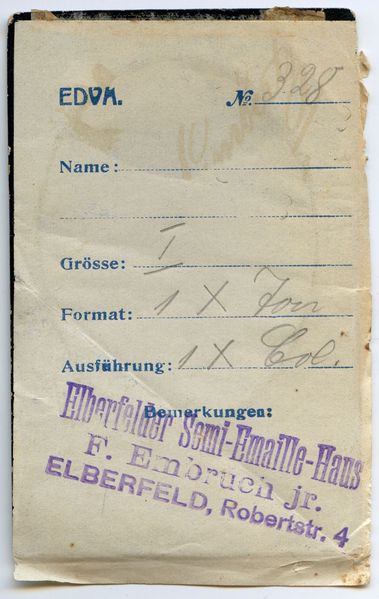 EDVM. No. 328
Name:
Grösse: I
Format: 1 X Ton
Ausführung: 1 X Col.
Bemerkungen:
Elberfelder Semi-Emaille-Haus
F. Embruch jr.
ELBERFELD, Robertstr. 4